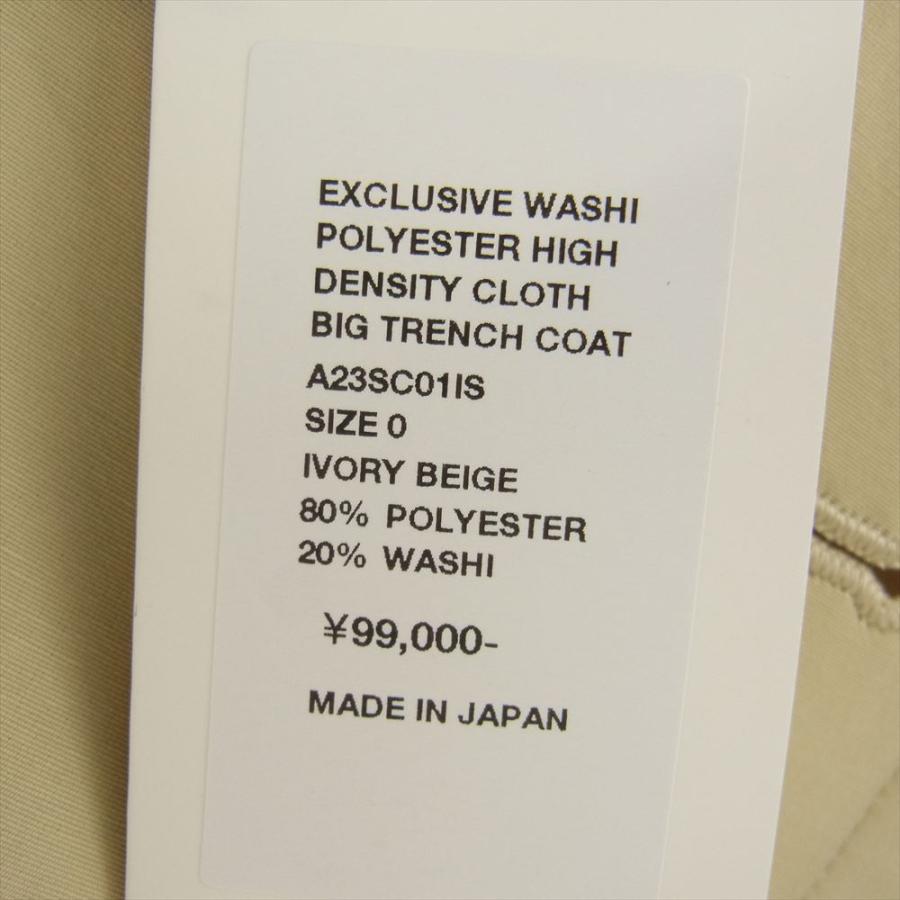 EXCLUSIVE WASHI
POLYESTER HIGH
DENSITY CLOTH
BIG TRENCH COAT
A23SC01IS
SIZE 0
IVORY BEIGE
80% POLYESTER
20% WASHI
¥99,000-
MADE IN JAPAN